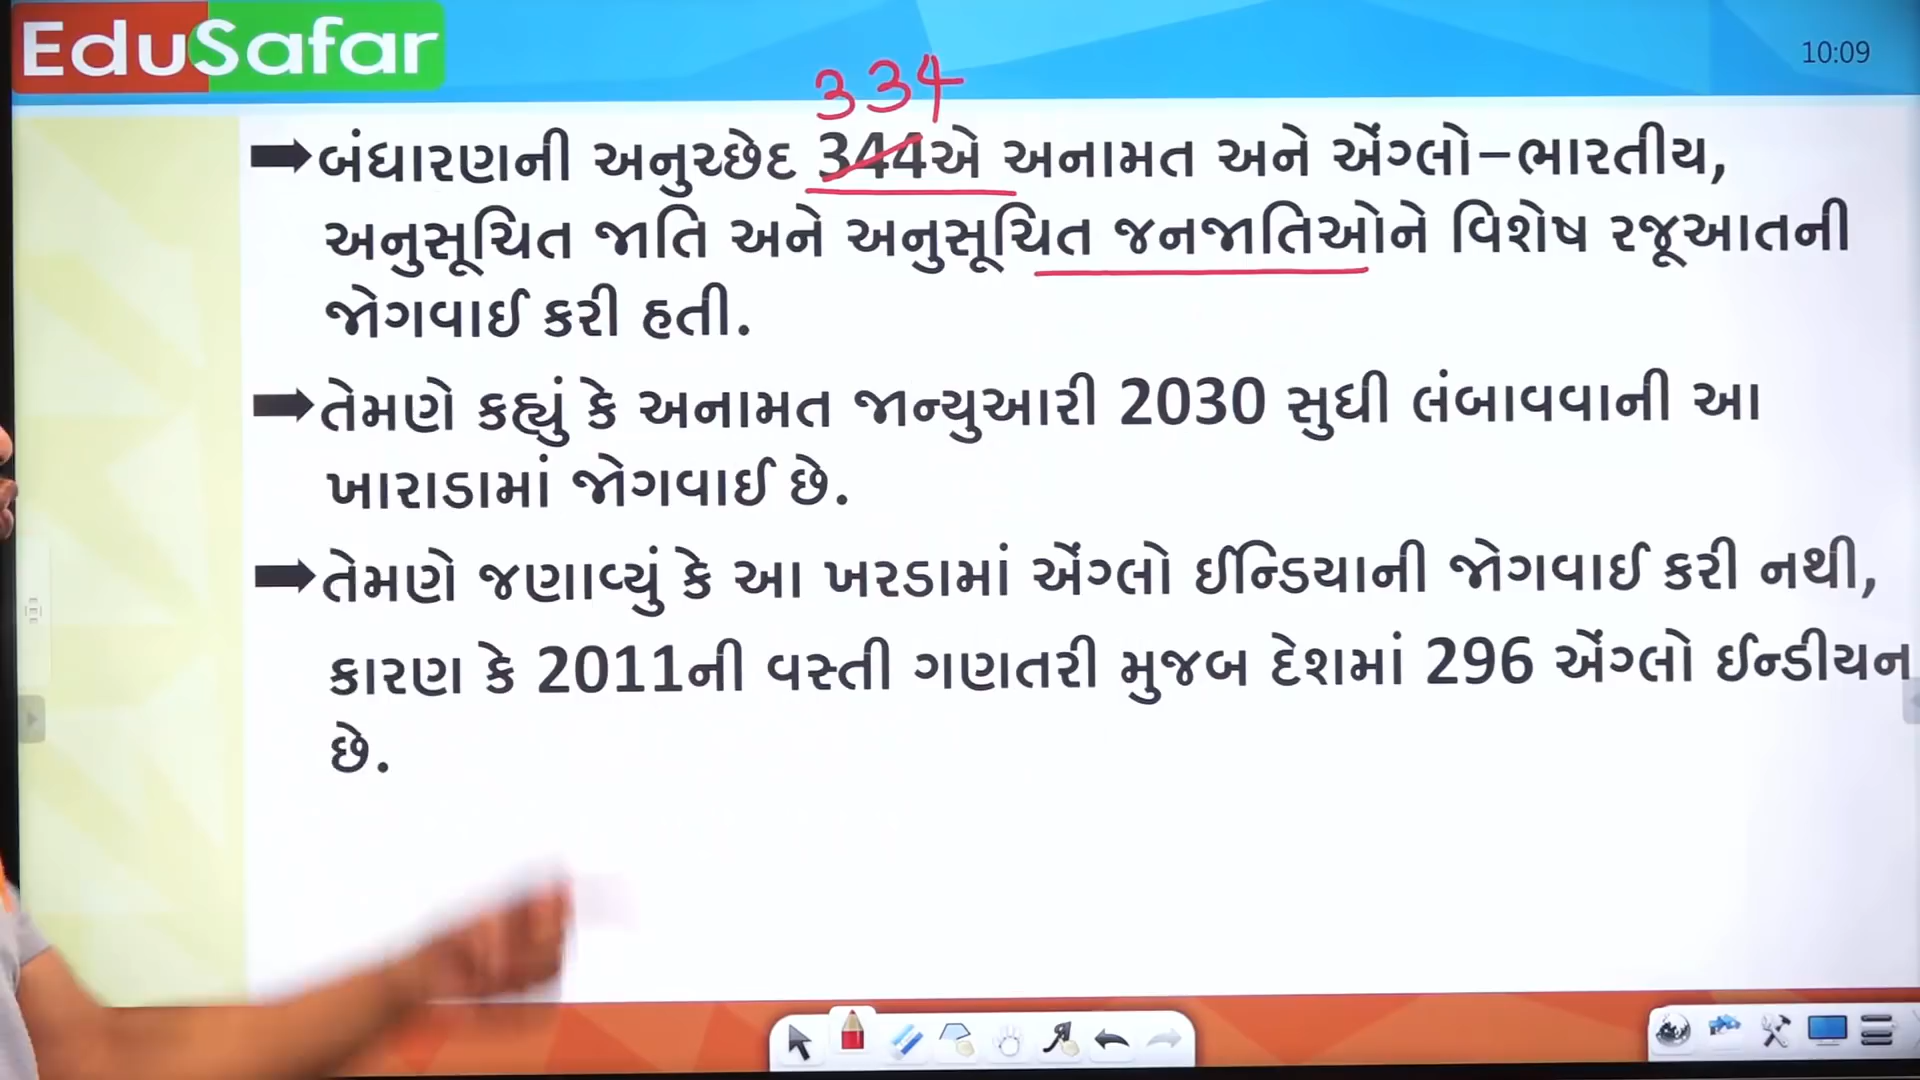 EduSafar
10:09
334
બંધારણની અનુચ્છેદ 344એ અનામત અને એંગ્લો–ભારતીય,
અનુસૂચિત જાતિ અને અનુસૂચિત જનજાતિઓને વિશેષ રજૂઆતની
જોગવાઈ કરી હતી.
તેમણે કહ્યું કે અનામત જાન્યુઆરી 2030 સુધી લંબાવવાની આ
ખારાડામાં જોગવાઈ છે.
તેમણે જણાવ્યું કે આ ખરડામાં એંગ્લો ઈન્ડિયાની જોગવાઈ કરી નથી,
કારણ કે 2011ની વસ્તી ગણતરી મુજબ દેશમાં 296 એંગ્લો ઈન્ડીયન
છે.